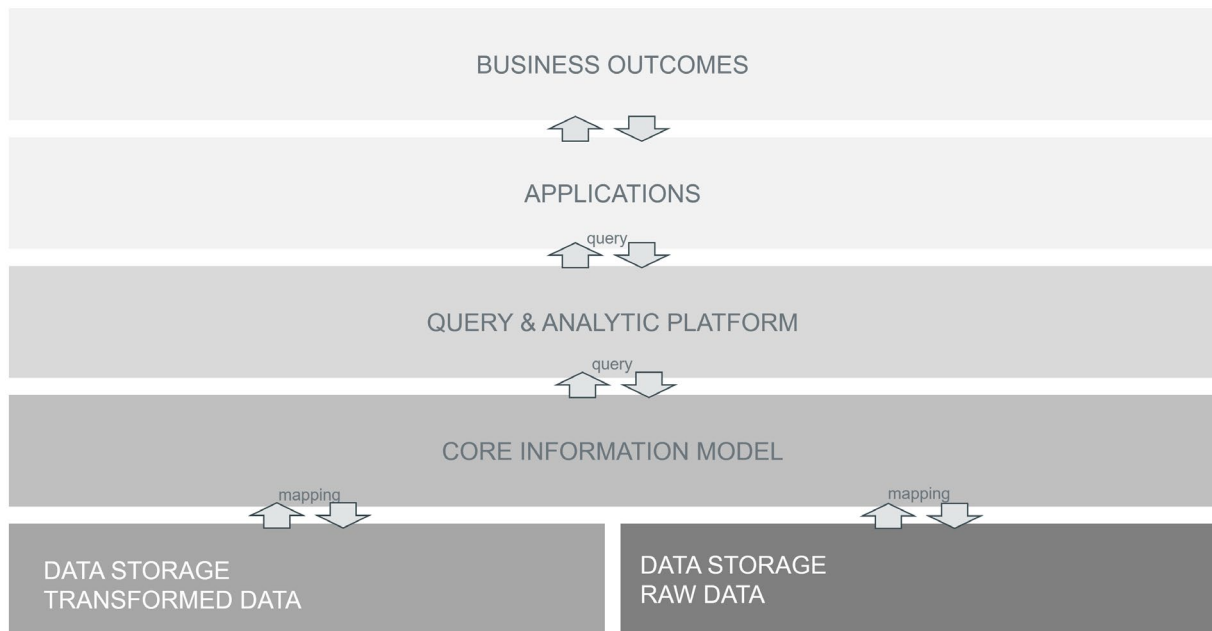 BUSINESS OUTCOMES
APPLICATIONS
query
QUERY & ANALYTIC PLATFORM
query
CORE INFORMATION MODEL
mapping
mapping
DATA STORAGE
TRANSFORMED DATA
DATA STORAGE
RAW DATA